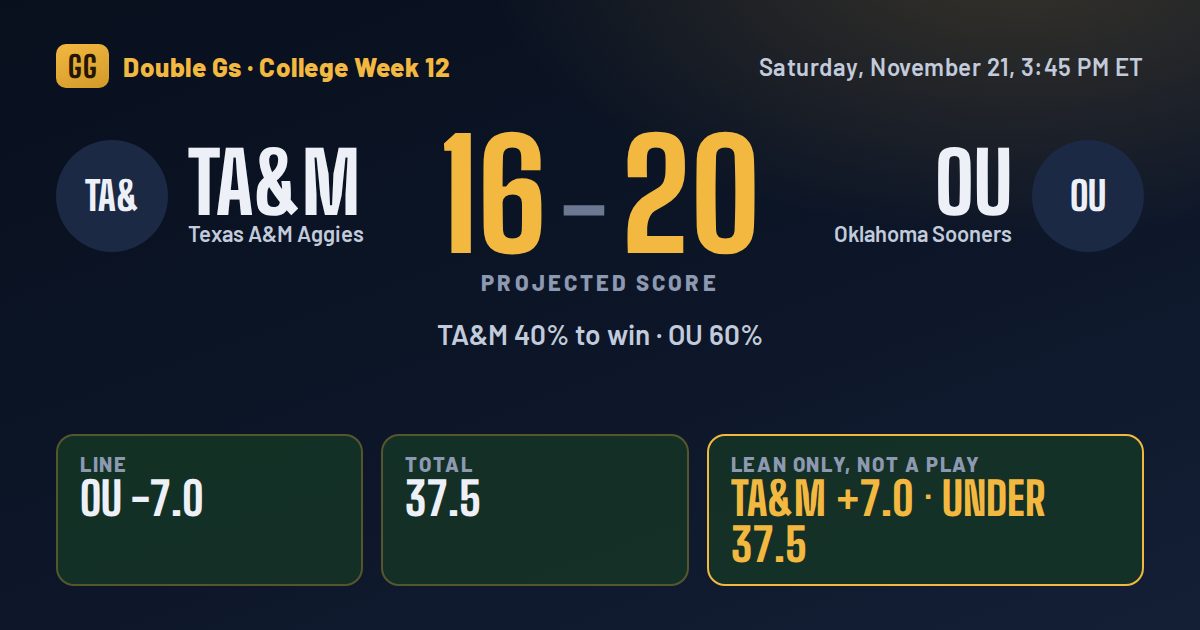 GG Double Gs · College Week 12
Saturday, November 21, 3:45 PM ET
TA&
TA&M
Texas A&M Aggies
16 – 20
PROJECTED SCORE
TA&M 40% to win · OU 60%
OU
Oklahoma Sooners
OU
LINE
OU −7.0
TOTAL
37.5
LEAN ONLY, NOT A PLAY
TA&M +7.0 · UNDER
37.5